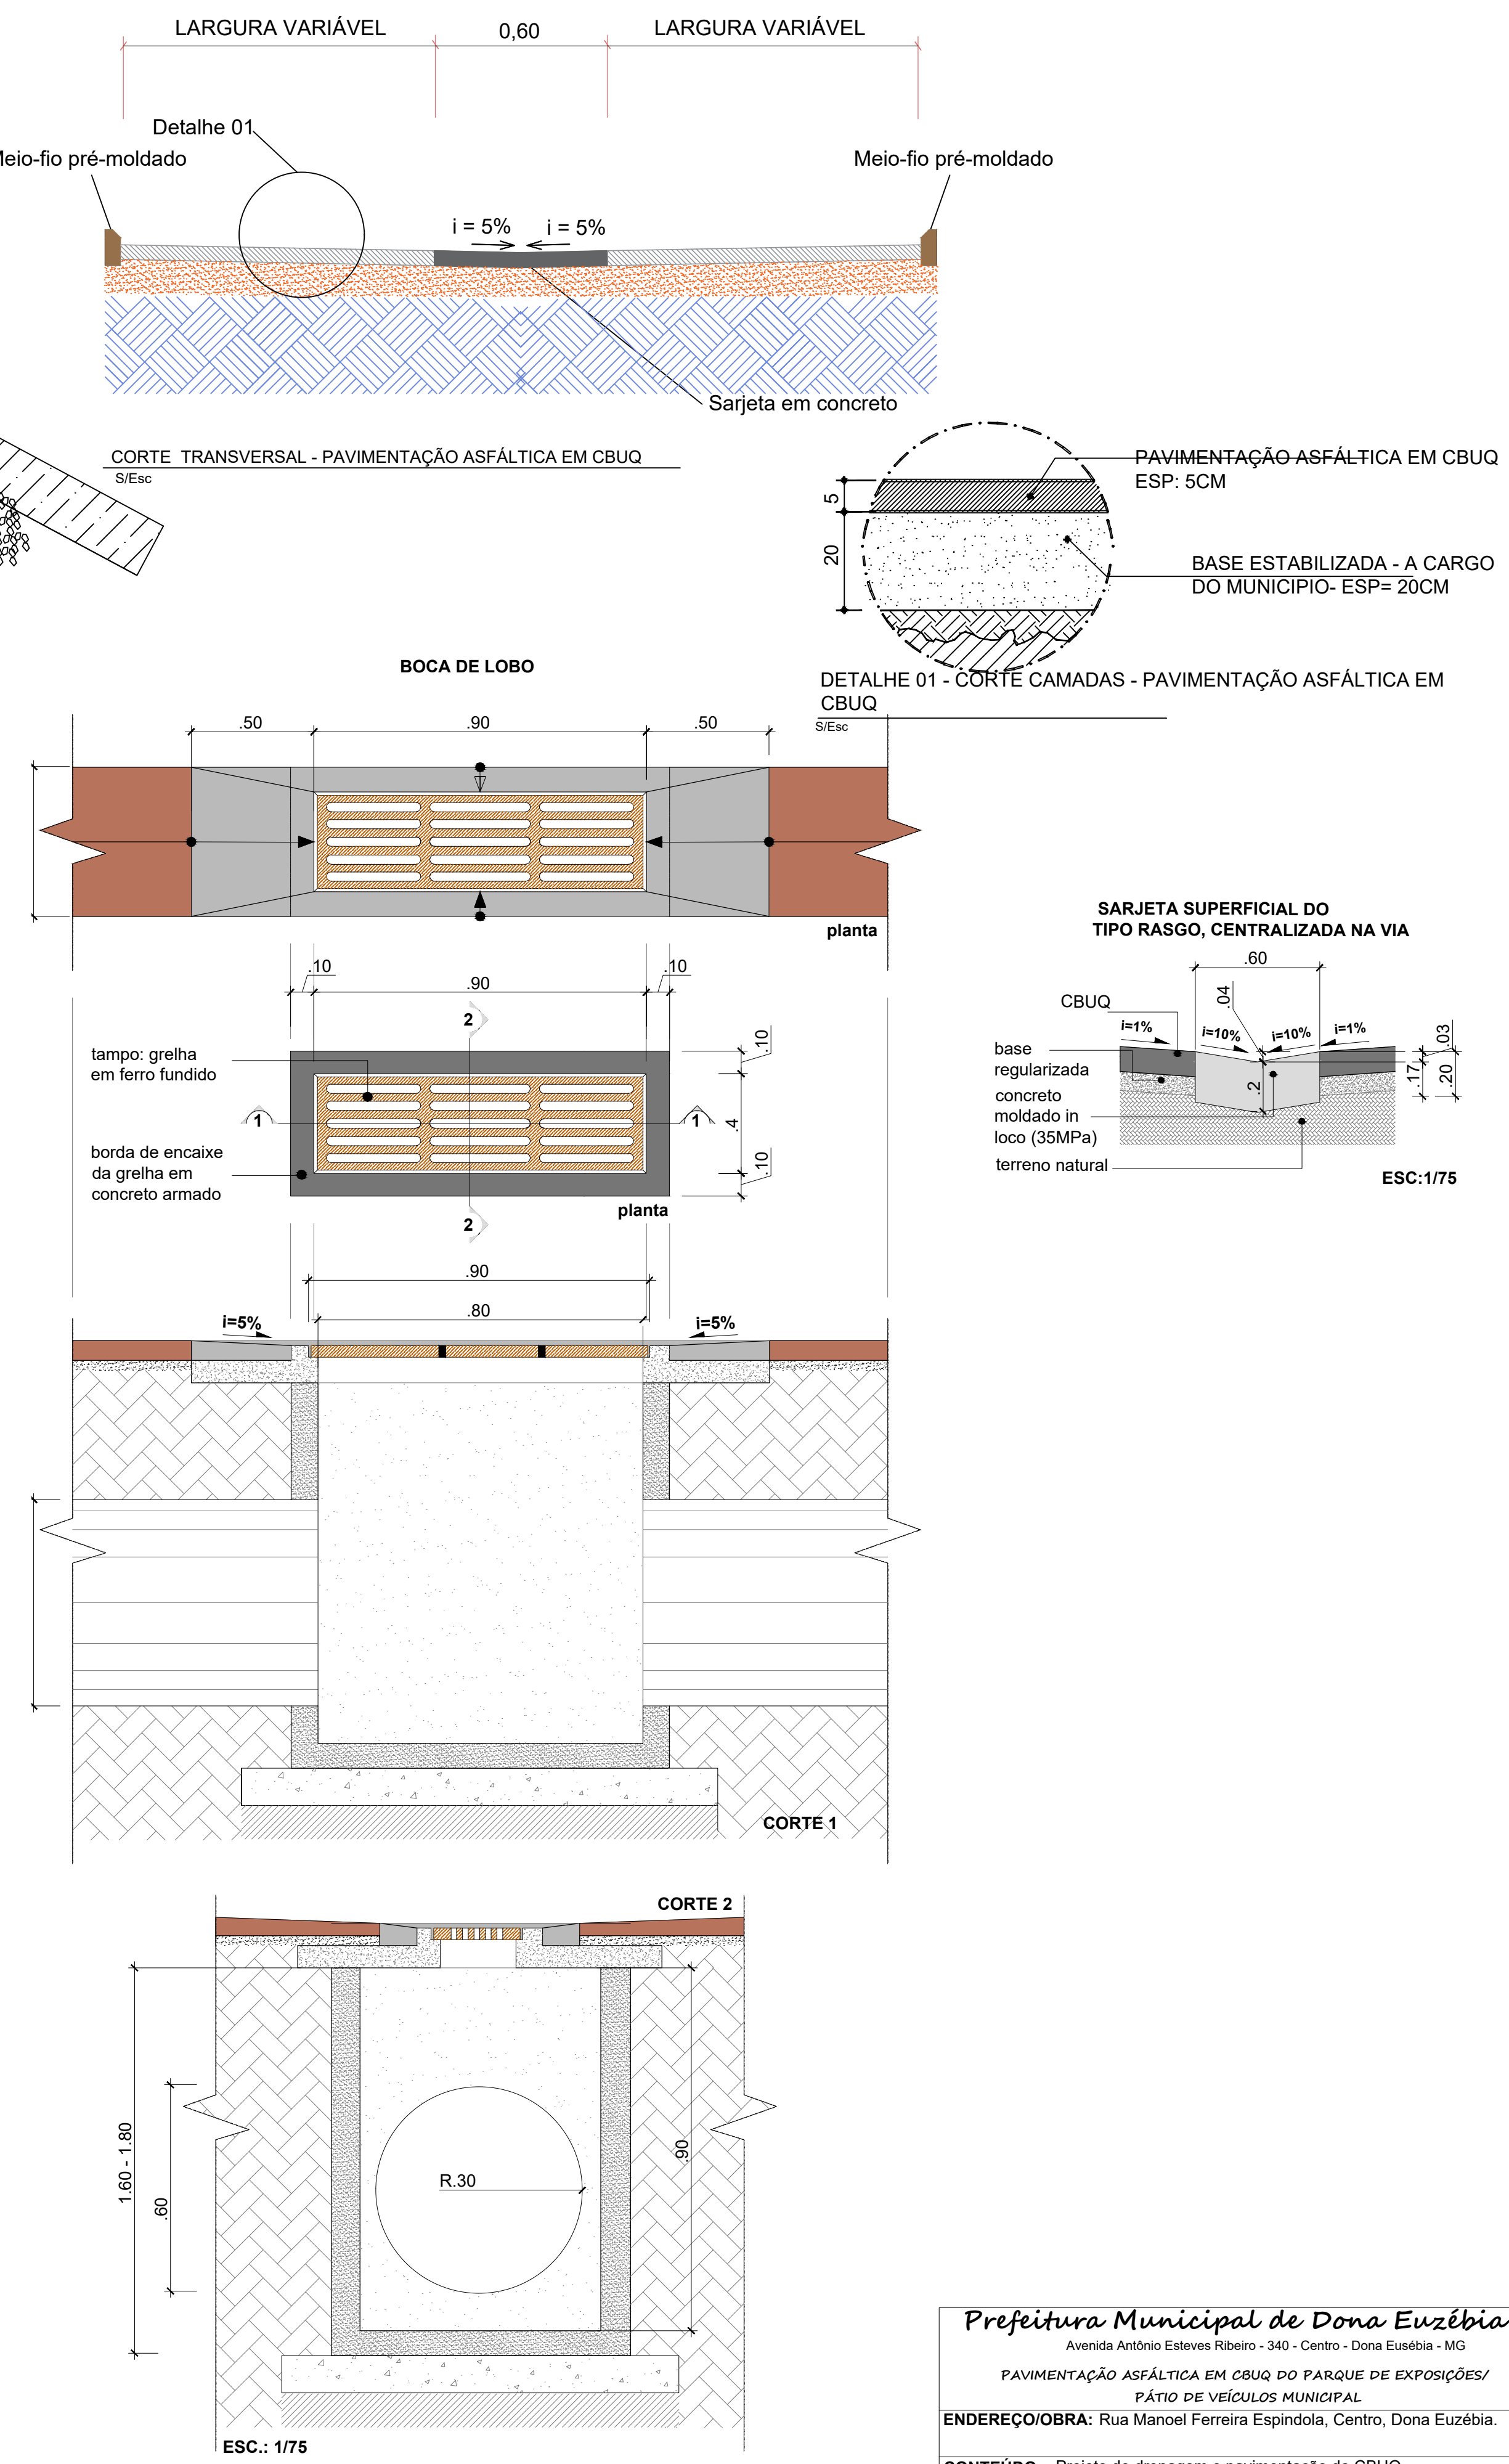 LARGURA VARIÁVEL
0,60
LARGURA VARIÁVEL
Detalhe 01
Meio-fio pré-moldado
Meio-fio pré-moldado
i = 5%
i = 5%
Sarjeta em concreto
CORTE TRANSVERSAL - PAVIMENTAÇÃO ASFÁLTICA EM CBUQ
S/Esc
PAVIMENTAÇÃO ASFÁLTICA EM CBUQ
ESP: 5CM
5
20
BASE ESTABILIZADA - A CARGO
DO MUNICIPIO- ESP= 20CM
DETALHE 01 - CORTE CAMADAS - PAVIMENTAÇÃO ASFÁLTICA EM
CBUQ
S/Esc
BOCA DE LOBO
.50
.90
.50
planta
.10
.90
.10
2
tampo: grelha
em ferro fundido
.10
1
1
.4
borda de encaixe
da grelha em
concreto armado
.10
planta
2
SARJETA SUPERFICIAL DO
TIPO RASGO, CENTRALIZADA NA VIA
.60
CBUQ
.04
i=1%
i=10%
i=10%
i=1%
.03
base
regularizada
.17
.20
.2
concreto
moldado in
loco (35MPa)
terreno natural
ESC:1/75
.90
.80
i=5%
i=5%
CORTE 1
CORTE 2
1.60 - 1.80
.60
R.30
.90
ESC.: 1/75
Prefeitura Municipal de Dona Euzébia
Avenida Antônio Esteves Ribeiro - 340 - Centro - Dona Eusébia - MG
PAVIMENTAÇÃO ASFÁLTICA EM CBUQ DO PARQUE DE EXPOSIÇÕES/
PÁTIO DE VEÍCULOS MUNICIPAL
ENDEREÇO/OBRA: Rua Manoel Ferreira Espindola, Centro, Dona Euzébia.
CONTEÚDO: Projeto de drenagem e pavimentação de CBUQ